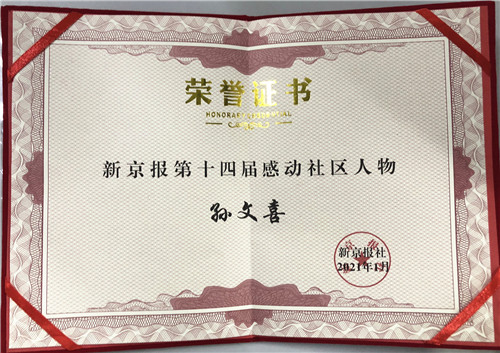 荣誉证书
新京报第十四届感动社区人物
孙文喜
新京报社
2021年1月